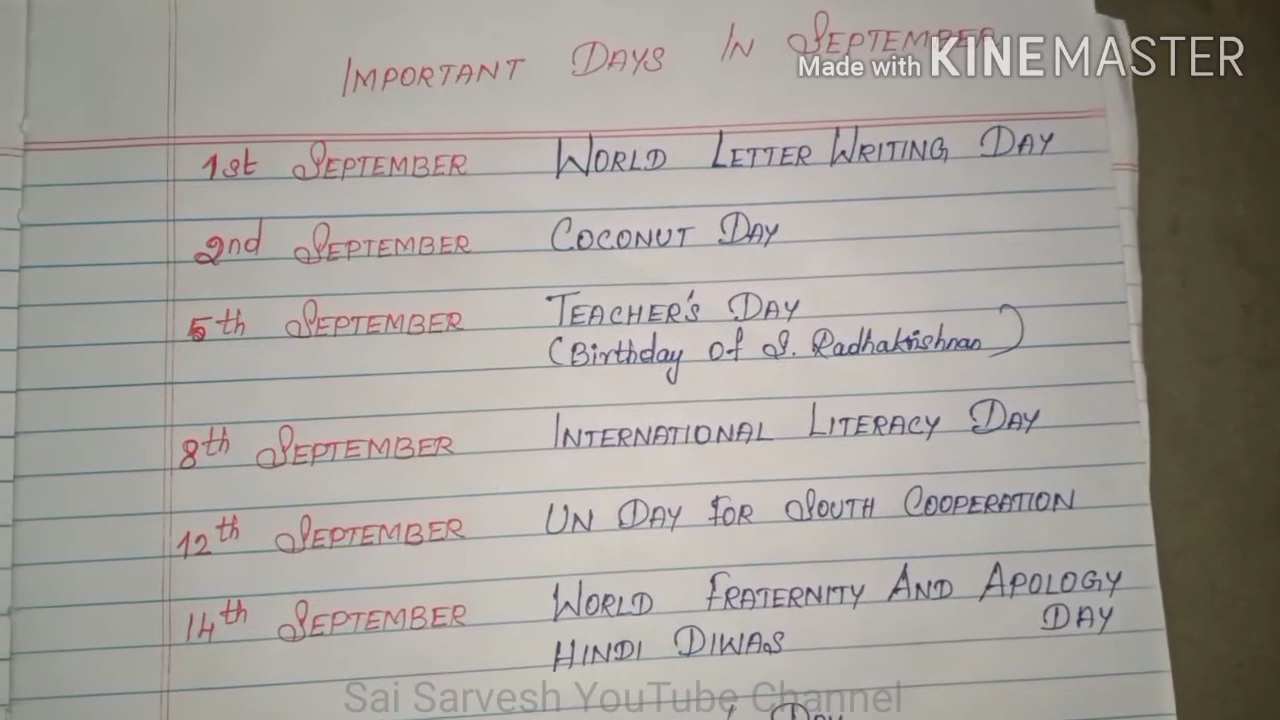 IMPORTANT DAYS IN SEPTEMBER
Made with KINEMASTER
1st SEPTEMBER WORLD LETTER WRITING DAY
2nd SEPTEMBER COCONUT DAY
5th SEPTEMBER TEACHER'S DAY
(Birthday of S. Radhakrishnan)
8th SEPTEMBER INTERNATIONAL LITERACY DAY
12th SEPTEMBER UN DAY FOR SOUTH COOPERATION
14th SEPTEMBER WORLD FRATERNITY AND APOLOGY
DAY
HINDI DIWAS
Sai Sarvesh YouTube Channel
Day